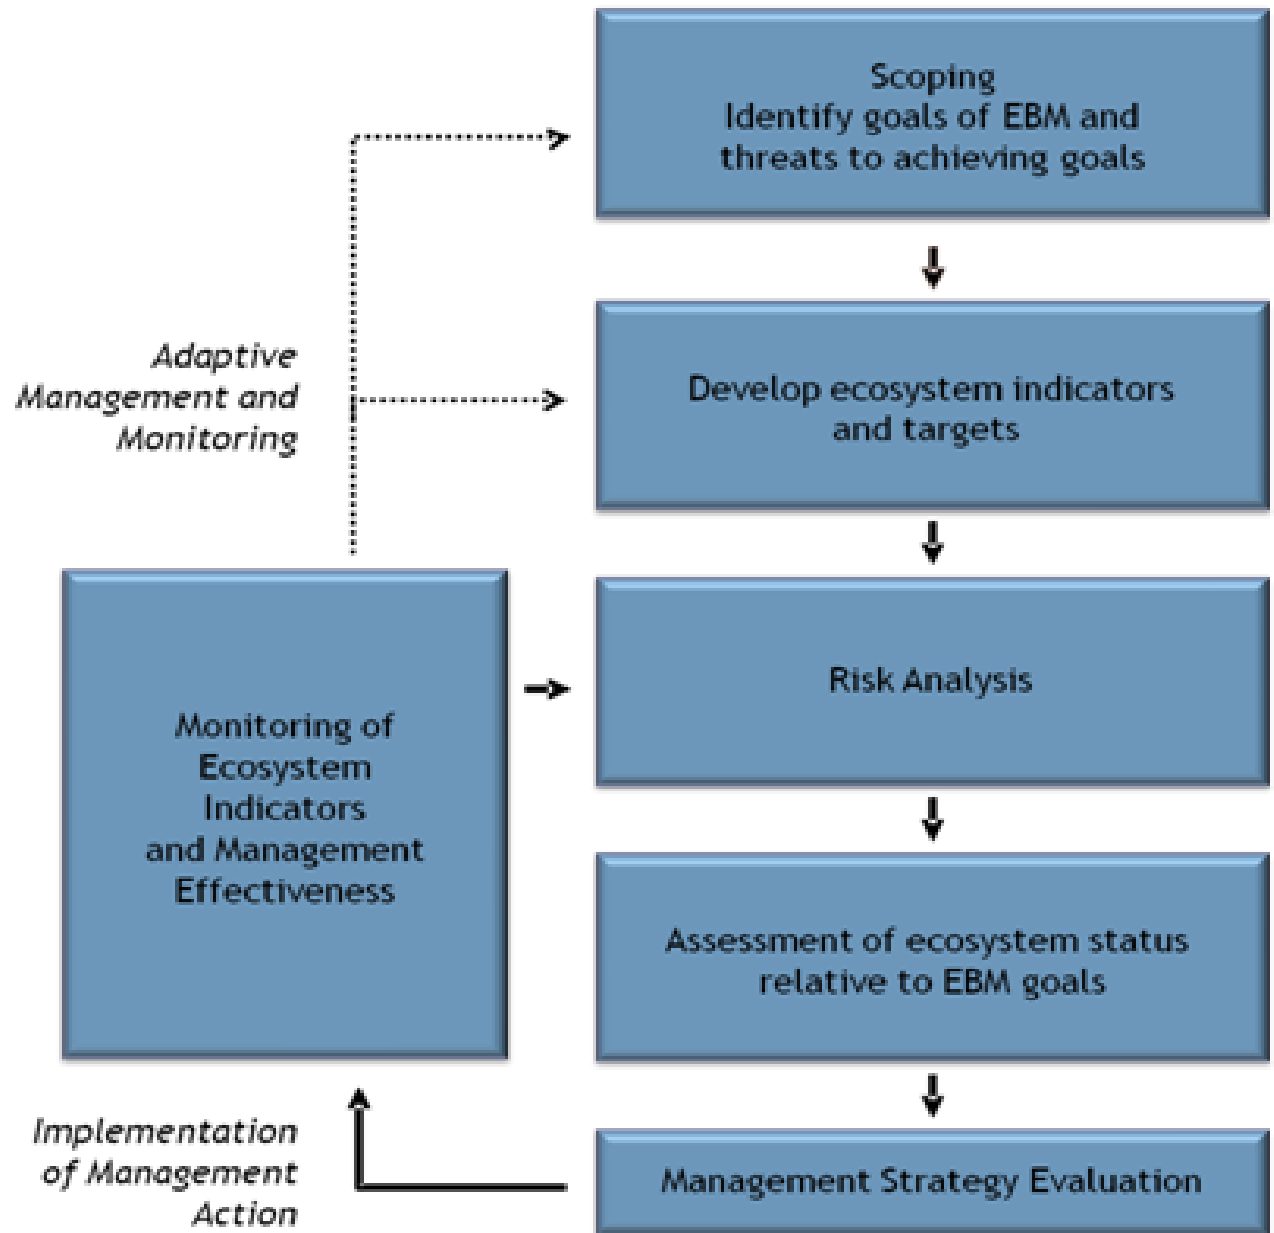 Scoping
Identify goals of EBM and
threats to achieving goals
Adaptive
Management and
Monitoring
Develop ecosystem indicators
and targets
Risk Analysis
Monitoring of
Ecosystem
Indicators
and Management
Effectiveness
Assessment of ecosystem status
relative to EBM goals
Implementation
of Management
Action
Management Strategy Evaluation